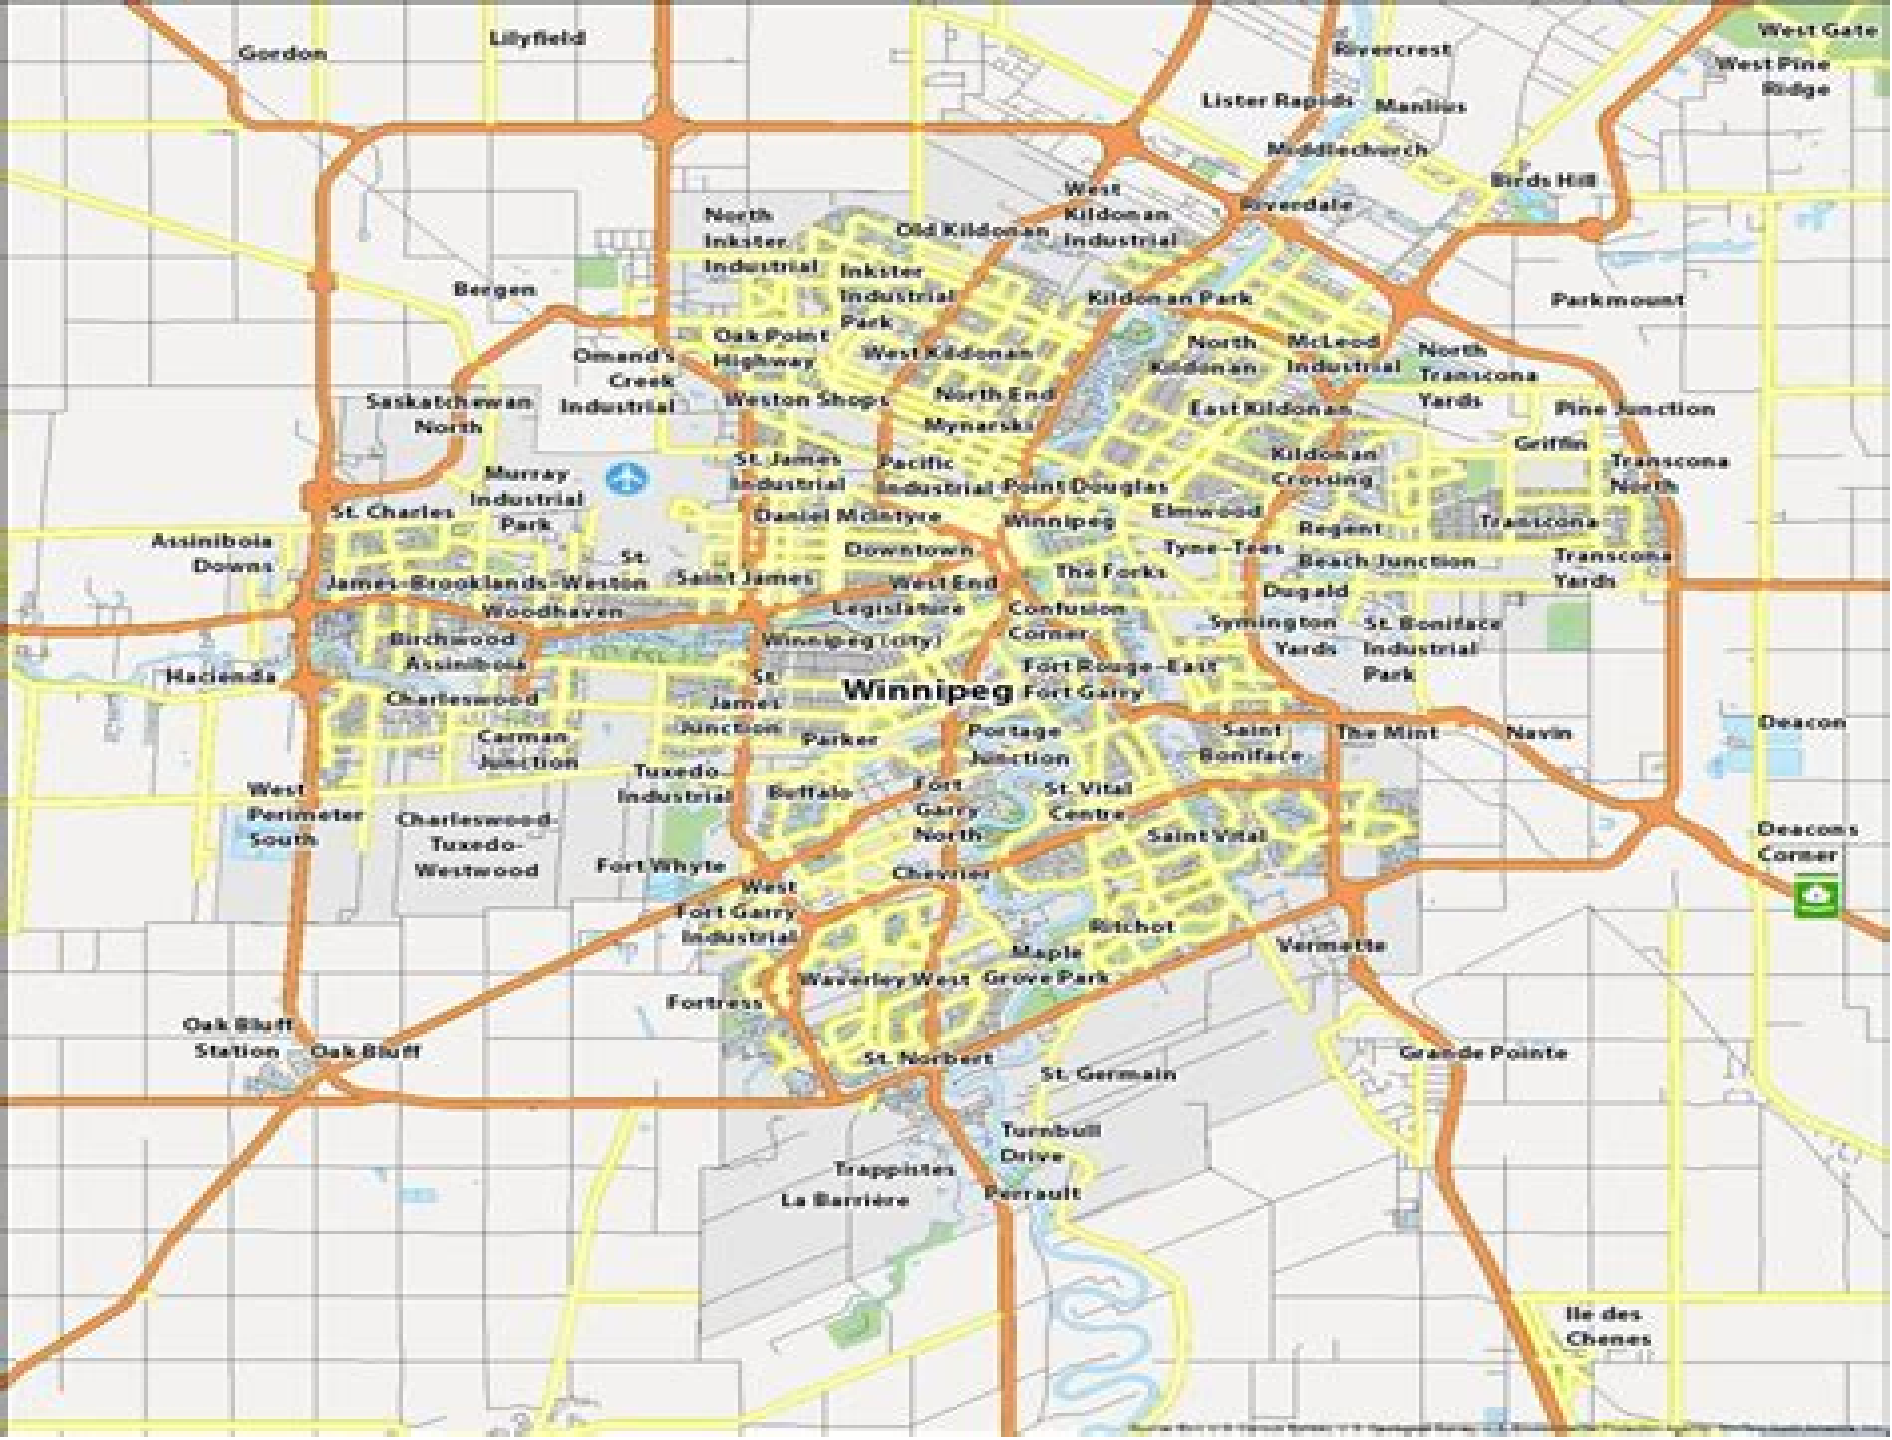 Gordon
Lilyfield
Rivercrest
West Gate
West Pine
Ridge
Lister Rapids
Manlius
Middlechurch
Birds Hill
West
Kildonan
Industrial
Riverdale
North
Inkster
Industrial
Old Kildonan
Inkster
Industrial
Park
Bergen
Kildonan Park
Parkmount
Oak Point
Highway
Omand's
Creek
Industrial
West Kildonan
North
Kildonan
McLeod
Industrial
North
Transcona
Yards
Saskatchewan
North
Weston Shops
North End
Mynarski
East Kildonan
Pine Junction
Griffin
Murray
Industrial
Park
St. James
Industrial
Pacific
Industrial
Point Douglas
Kildonan
Crossing
Transcona
North
St. Charles
Daniel McIntyre
Winnipeg
Elmwood
Regent
Transcona
Assiniboia
Downs
Downtown
Tyne-Tees
Beach Junction
Transcona
Yards
St.
James-Brooklands-Weston
Saint James
West End
The Forks
Dugald
Woodhaven
Legislature
Confusion
Corner
Symington
Yards
St. Boniface
Industrial
Park
Birchwood
Assiniboia
Winnipeg (city)
Hacienda
Fort Rouge-East
Fort Garry
Charleswood
St.
James
Junction
Winnipeg
Carman
Junction
Parker
Portage
Junction
Saint
Boniface
The Mint
Navin
Deacon
West
Perimeter
South
Tuxedo
Industrial
Buffalo
Fort
Garry
North
St. Vital
Centre
Charleswood-
Tuxedo-
Westwood
Saint Vital
Deacons
Corner
Fort Whyte
Chevrier
West
Fort Garry
Industrial
Ritchot
Vermette
Maple
Grove Park
Waverley West
Fortress
Oak Bluff
Station
Oak Bluff
St. Norbert
St. Germain
Grande Pointe
Turnbull
Drive
Trappistes
La Barrière
Perrault
Ile des
Chenes